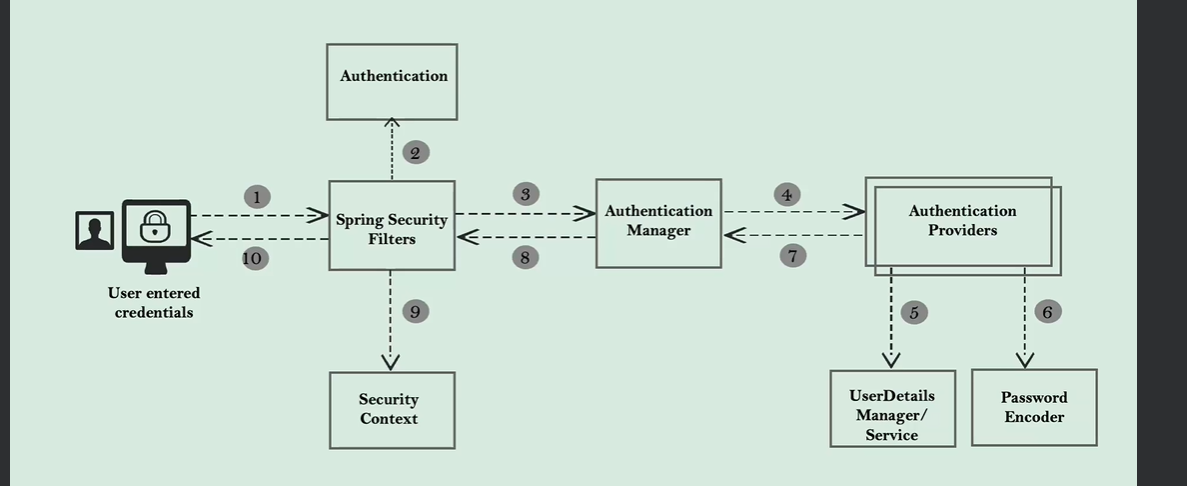 Authentication
2
1
3
4
Spring Security
Filters
Authentication
Manager
Authentication
Providers
10
8
7
User entered
credentials
9
5
6
Security
Context
UserDetails
Manager/
Service
Password
Encoder